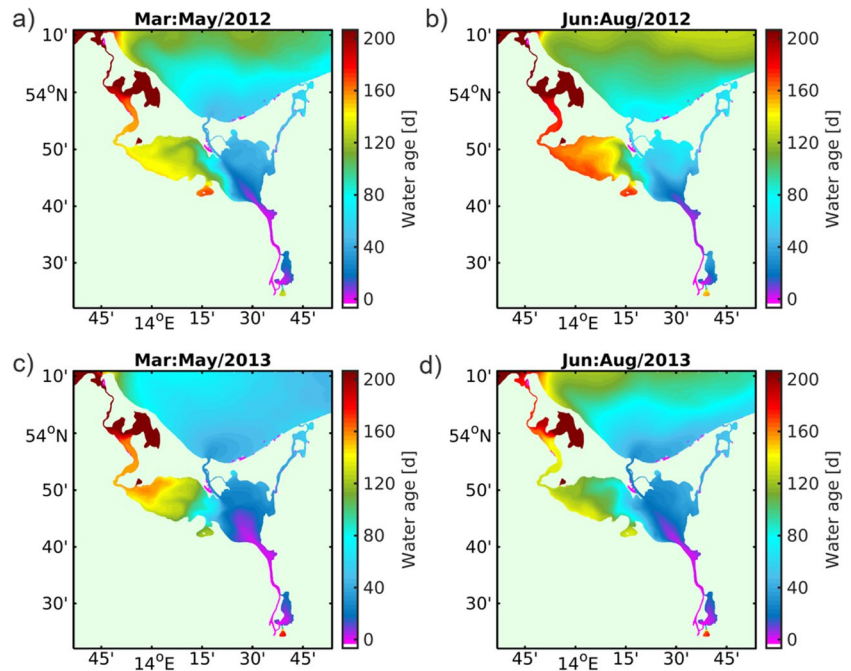 a)
Mar:May/2012
10'
54°N
50'
40'
30'
45'
14°E
15'
30'
45'
200
160
120
80
40
0
Water age [d]
b)
Jun:Aug/2012
10'
54°N
50'
40'
30'
45'
14°E
15'
30'
45'
200
160
120
80
40
0
Water age [d]
c)
Mar:May/2013
10'
54°N
50'
40'
30'
45'
14°E
15'
30'
45'
200
160
120
80
40
0
Water age [d]
d)
Jun:Aug/2013
10'
54°N
50'
40'
30'
45'
14°E
15'
30'
45'
200
160
120
80
40
0
Water age [d]